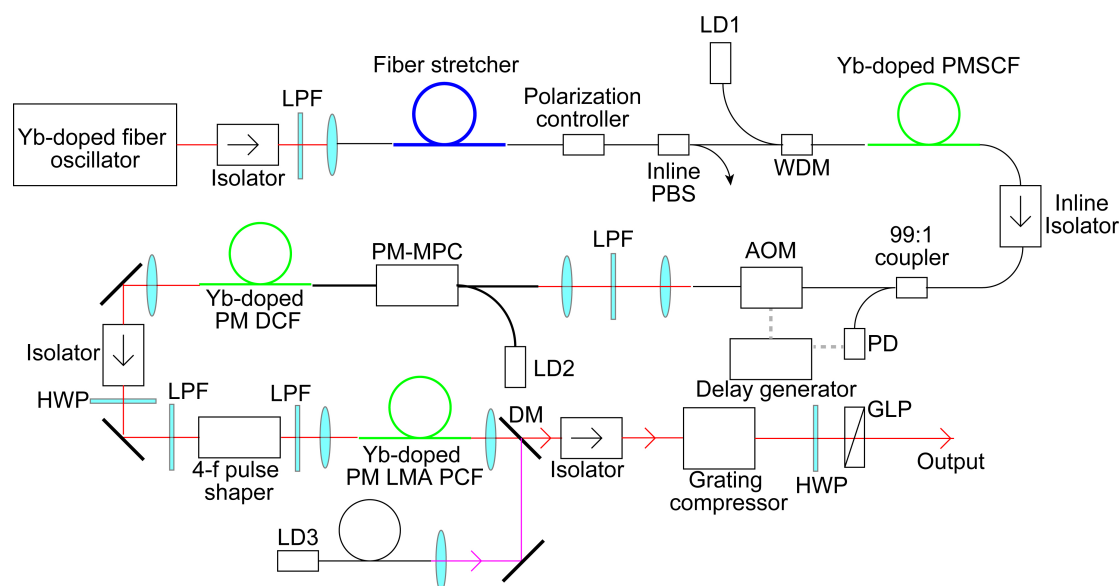 LD1
Fiber stretcher
Yb-doped PMSCF
LPF
Polarization
controller
Yb-doped fiber
oscillator
Isolator
Inline
PBS
WDM
Inline
Isolator
LPF
PM-MPC
AOM
99:1
coupler
Yb-doped
PM DCF
Isolator
LD2
PD
Delay generator
HWP
LPF
LPF
DM
GLP
4-f pulse
shaper
Yb-doped
PM LMA PCF
Isolator
Grating
compressor
HWP
Output
LD3